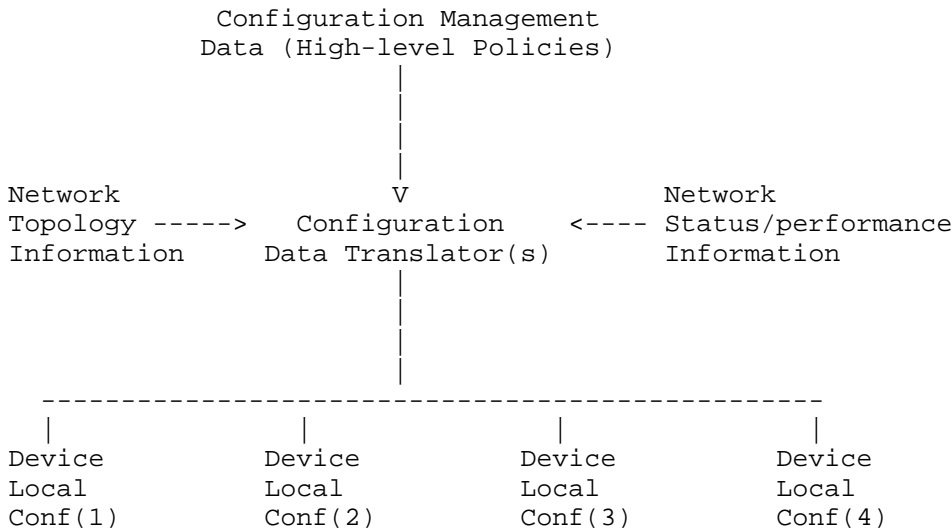 Configuration Management
Data (High-level Policies)
|
|
|
|
Network V Network
Topology -----> Configuration <---- Status/performance
Information Data Translator(s) Information
|
|
|
|
-------------------------------------------------
| | | |
Device Device Device Device
Local Local Local Local
Conf(1) Conf(2) Conf(3) Conf(4)